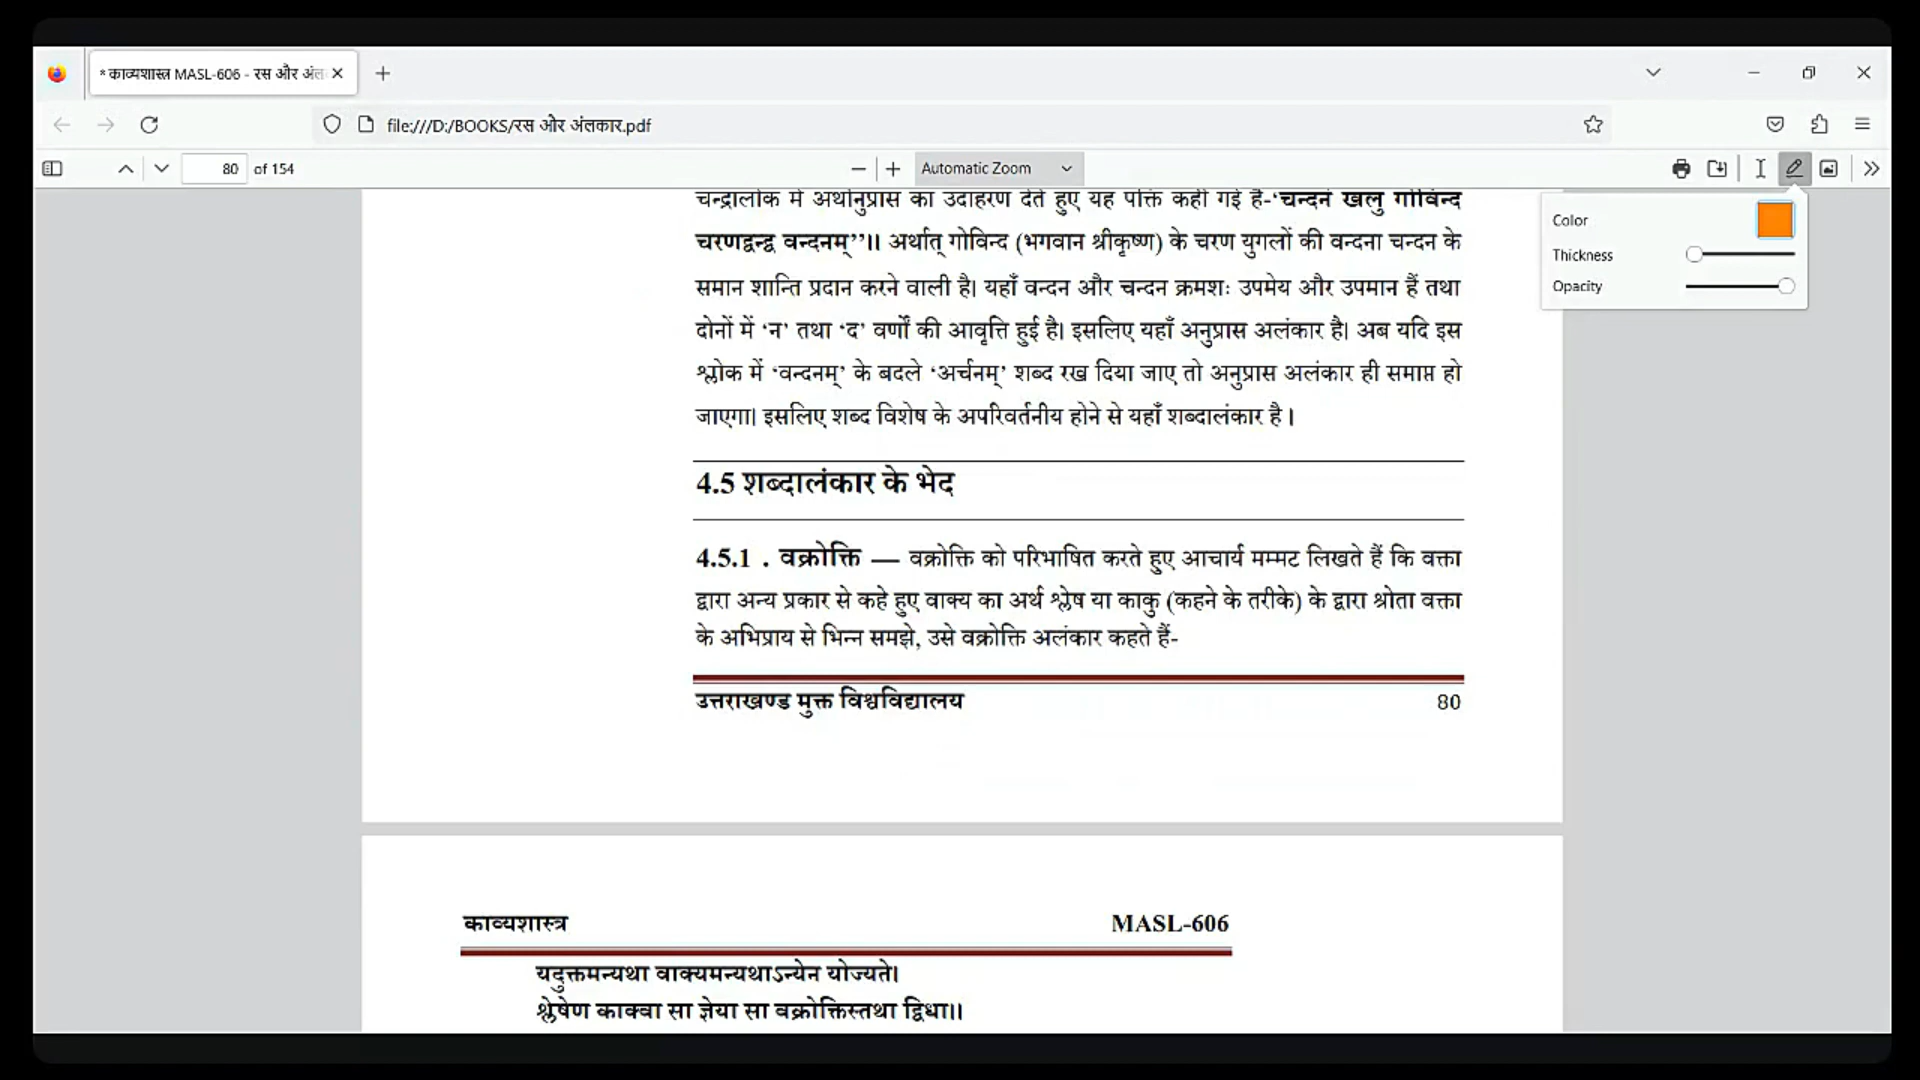 * काव्यशास्त्र MASL-606 - रस और अंल
file:///D:/BOOKS/रस और अंलकार.pdf
80 of 154
Automatic Zoom
Color
Thickness
Opacity
चन्द्रालोक में अर्थानुप्रास का उदाहरण देते हुए यह पंक्ति कही गई है-‘चन्दनं खलु गोविन्द
चरणद्वन्द्व वन्दनम्’’।। अर्थात् गोविन्द (भगवान श्रीकृष्ण) के चरण युगलों की वन्दना चन्दन के
समान शान्ति प्रदान करने वाली है। यहाँ वन्दन और चन्दन क्रमशः उपमेय और उपमान हैं तथा
दोनों में ‘न’ तथा ‘द’ वर्णों की आवृत्ति हुई है। इसलिए यहाँ अनुप्रास अलंकार है। अब यदि इस
श्लोक में ‘वन्दनम्’ के बदले ‘अर्चनम्’ शब्द रख दिया जाए तो अनुप्रास अलंकार ही समाप्त हो
जाएगा। इसलिए शब्द विशेष के अपरिवर्तनीय होने से यहाँ शब्दालंकार है ।
4.5 शब्दालंकार के भेद
4.5.1 . वक्रोक्ति — वक्रोक्ति को परिभाषित करते हुए आचार्य मम्मट लिखते हैं कि वक्ता
द्वारा अन्य प्रकार से कहे हुए वाक्य का अर्थ श्लेष या काकु (कहने के तरीके) के द्वारा श्रोता वक्ता
के अभिप्राय से भिन्न समझे, उसे वक्रोक्ति अलंकार कहते हैं-
उत्तराखण्ड मुक्त विश्वविद्यालय 80
काव्यशास्त्र MASL-606
यदुक्तमन्यथा वाक्यमन्यथाऽन्येन योज्यते।
श्लेषेण काक्वा सा ज्ञेया सा वक्रोक्तिस्तथा द्विधा।।